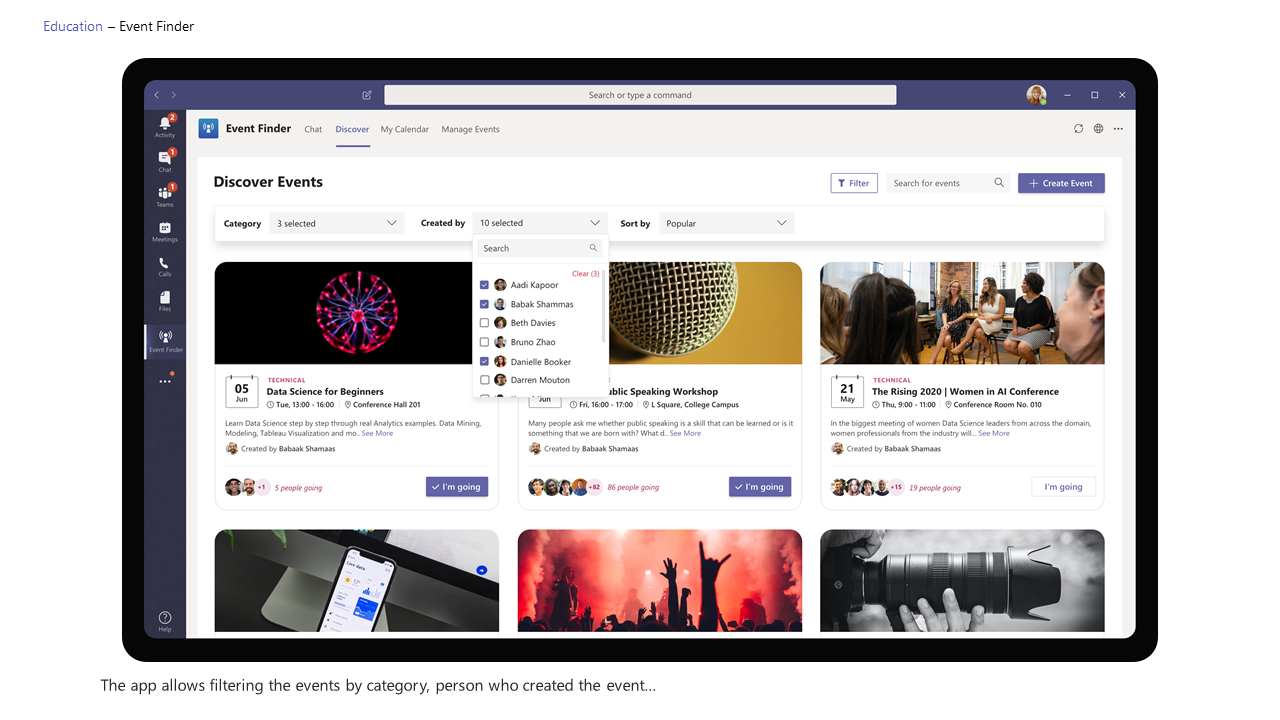 Education – Event Finder
Search or type a command
2
Activity
1
Chat
1
Teams
Meetings
Calls
Files
Event Finder
Help
Event Finder
Chat
Discover
My Calendar
Manage Events
Discover Events
Filter
Search for events
Create Event
Category
3 selected
Created by
10 selected
Sort by
Popular
Search
Clear (3)
Aadi Kapoor
Babak Shammas
Beth Davies
Bruno Zhao
Danielle Booker
Darren Mouton
05
Jun
TECHNICAL
Data Science for Beginners
Tue, 13:00 - 16:00
Conference Hall 201
Learn Data Science step by step through real Analytics examples. Data Mining,
Modeling, Tableau Visualization and mo.. See More
Created by Babaak Shamaas
+1
5 people going
I'm going
Jun
blic Speaking Workshop
Fri, 16:00 - 17:00
L Square, College Campus
Many people ask me whether public speaking is a skill that can be learned or is it
something that we are born with? What d.. See More
Created by Babaak Shamaas
+82
86 people going
I'm going
21
May
TECHNICAL
The Rising 2020 | Women in AI Conference
Thu, 9:00 - 11:00
Conference Room No. 010
In the biggest meeting of women Data Science leaders from across the domain,
women professionals from the industry will... See More
Created by Babaak Shamaas
+15
19 people going
I'm going
Live data
The app allows filtering the events by category, person who created the event...